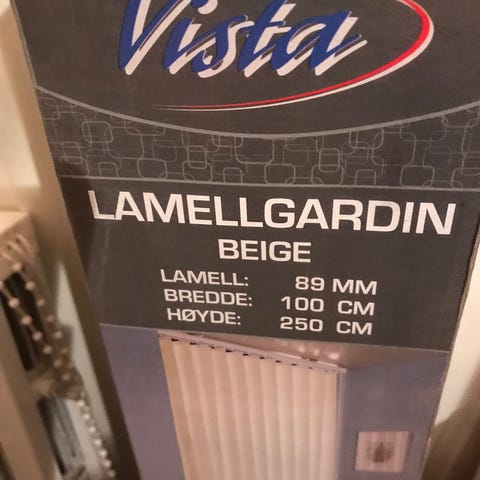 Vista
LAMELLGARDIN
BEIGE
LAMELL: 89 MM
BREDDE: 100 CM
HØYDE: 250 CM